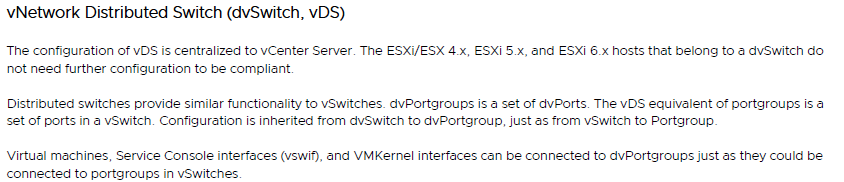 vNetwork Distributed Switch (dvSwitch, vDS)
The configuration of vDS is centralized to vCenter Server. The ESXi/ESX 4.x, ESXi 5.x, and ESXi 6.x hosts that belong to a dvSwitch do
not need further configuration to be compliant.
Distributed switches provide similar functionality to vSwitches. dvPortgroups is a set of dvPorts. The vDS equivalent of portgroups is a
set of ports in a vSwitch. Configuration is inherited from dvSwitch to dvPortgroup, just as from vSwitch to Portgroup.
Virtual machines, Service Console interfaces (vswif), and VMKernel interfaces can be connected to dvPortgroups just as they could be
connected to portgroups in vSwitches.